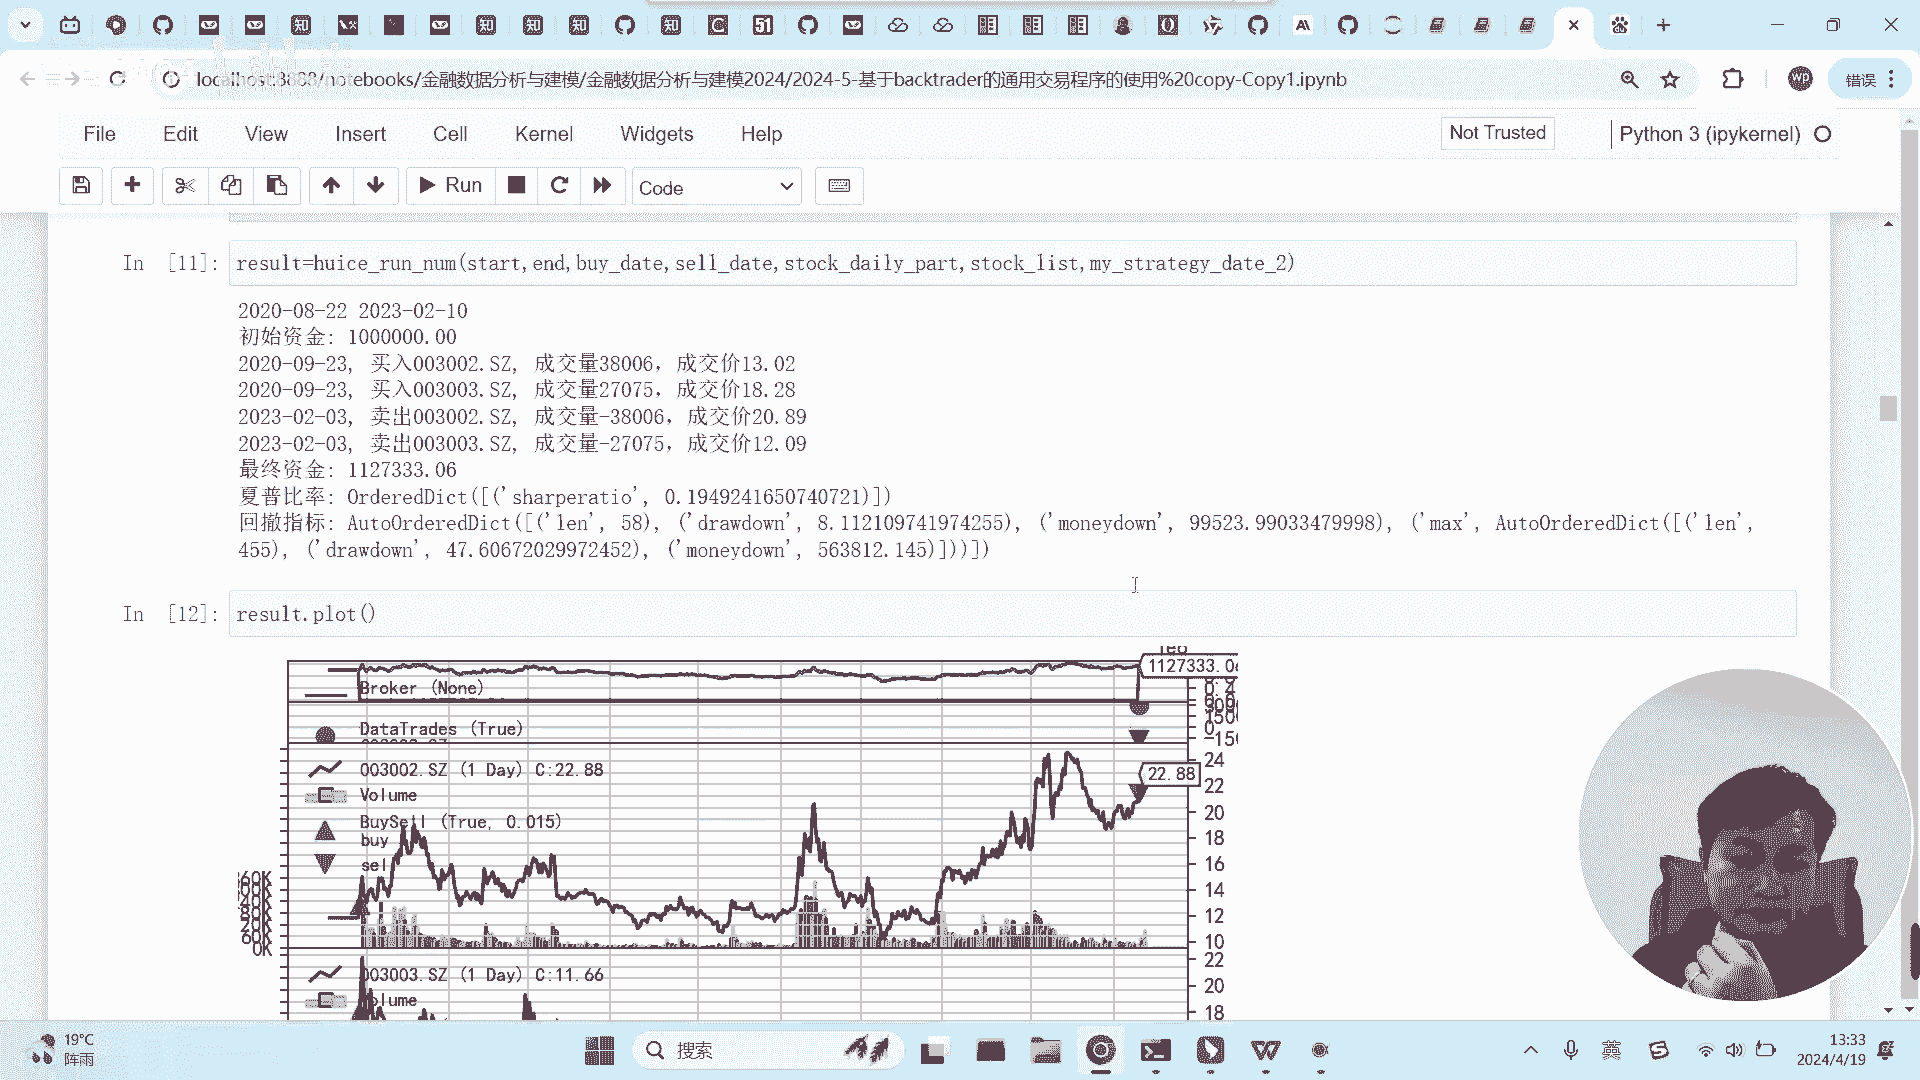 localhost:8888/notebooks/金融数据分析与建模/金融数据分析与建模2024/2024-5-基于backtrader的通用交易程序的使用%20copy-Copy1.ipynb
错误
File Edit View Insert Cell Kernel Widgets Help
Not Trusted
Python 3 (ipykernel)
Run
Code
In [11]: result=huice_run_num(start,end,buy_date,sell_date,stock_daily_part,stock_list,my_strategy_date_2)
2020-08-22 2023-02-10
初始资金: 1000000.00
2020-09-23, 买入003002.SZ, 成交量38006，成交价13.02
2020-09-23, 买入003003.SZ, 成交量27075，成交价18.28
2023-02-03, 卖出003002.SZ, 成交量-38006，成交价20.89
2023-02-03, 卖出003003.SZ, 成交量-27075，成交价12.09
最终资金: 1127333.06
夏普比率: OrderedDict([('sharperatio', 0.1949241650740721)])
回撤指标: AutoOrderedDict([('len', 58), ('drawdown', 8.112109741974255), ('moneydown', 99523.99033479998), ('max', AutoOrderedDict([('len',
455), ('drawdown', 47.60672029972452), ('moneydown', 563812.145)]))])
In [12]: result.plot()
1127333.06
Broker (None)
DataTrades (True)
003002.SZ (1 Day) C:22.88
Volume
BuySell (True, 0.015)
buy
sel
22.88
24
22
20
18
16
14
12
10
0K
003003.SZ (1 Day) C:11.66
Volume
22
20
18
19°C
阵雨
搜索
英
13:33
2024/4/19